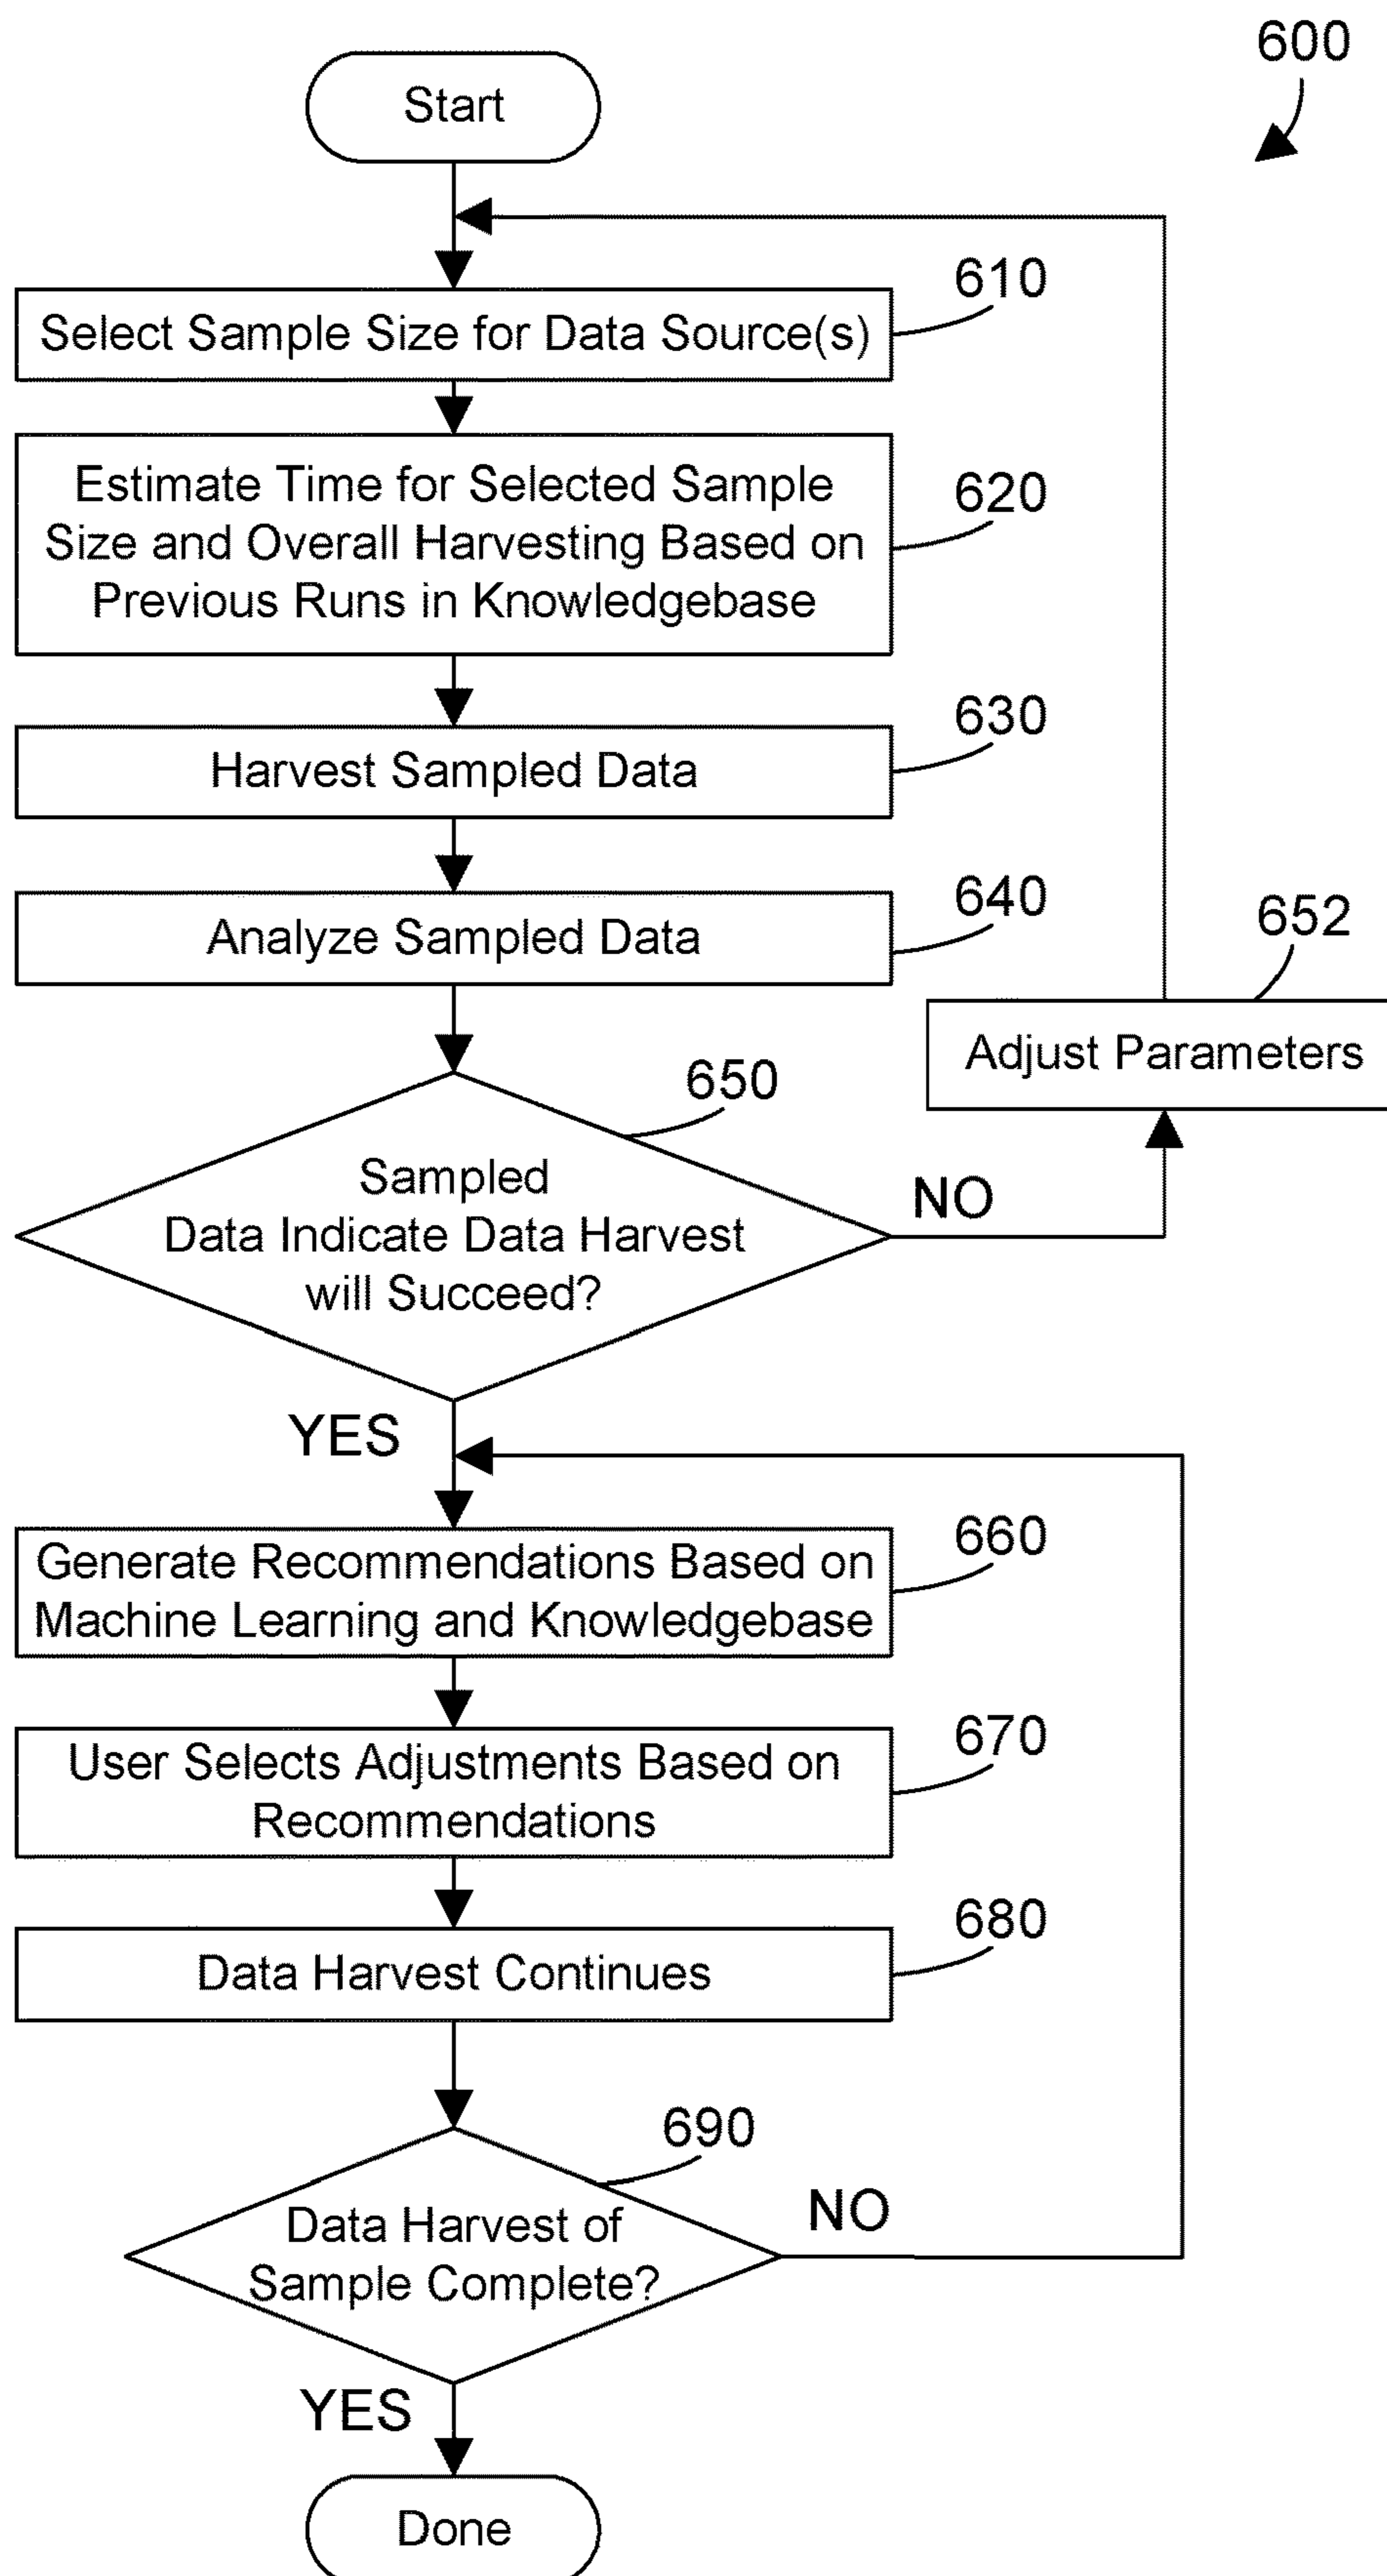 600
Start
610
Select Sample Size for Data Source(s)
620
Estimate Time for Selected Sample
Size and Overall Harvesting Based on
Previous Runs in Knowledgebase
630
Harvest Sampled Data
640
Analyze Sampled Data
652
Adjust Parameters
650
Sampled
Data Indicate Data Harvest
will Succeed?
NO
YES
660
Generate Recommendations Based on
Machine Learning and Knowledgebase
670
User Selects Adjustments Based on
Recommendations
680
Data Harvest Continues
690
Data Harvest of
Sample Complete?
NO
YES
Done